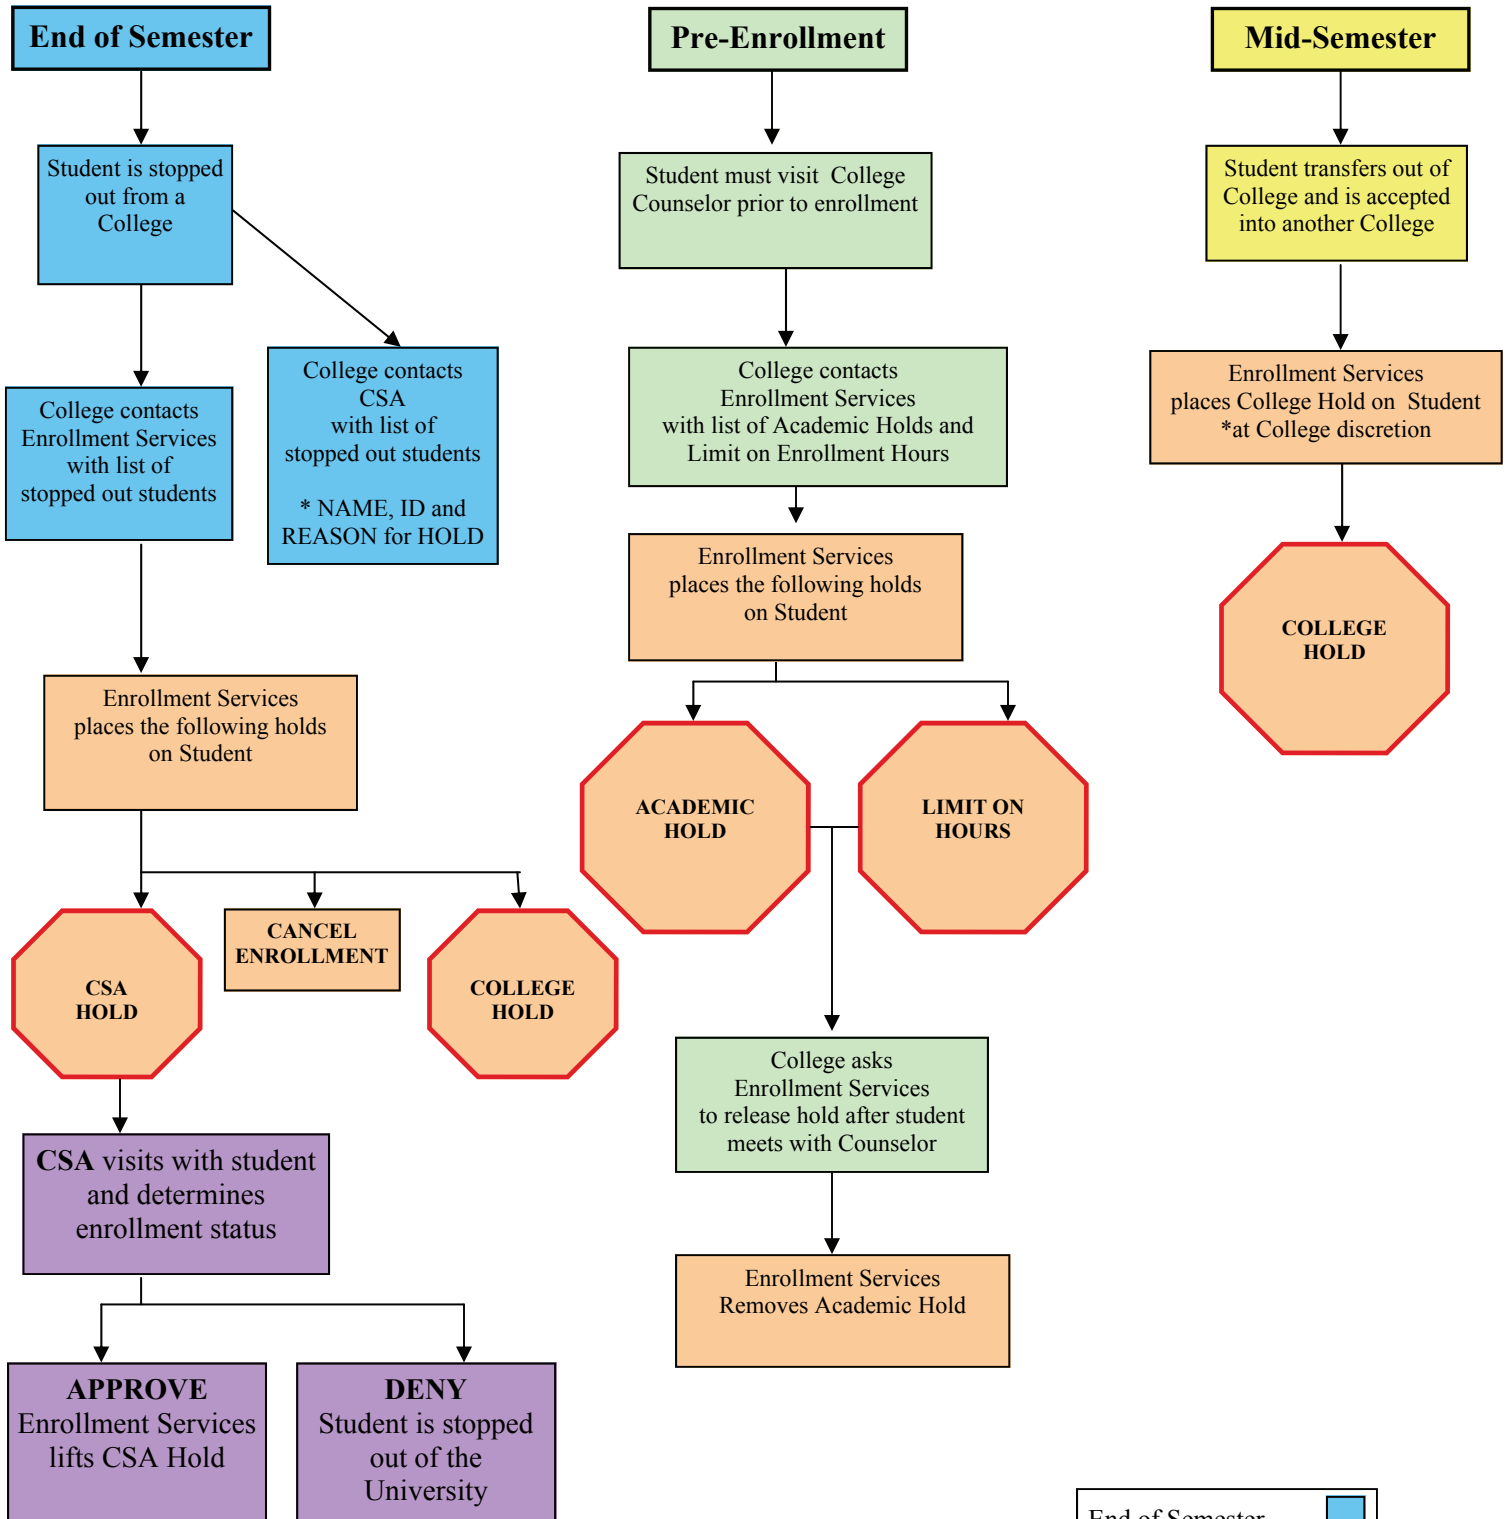 End of Semester
Student is stopped
out from a
College
College contacts
Enrollment Services
with list of
stopped out students
College contacts
CSA
with list of
stopped out students
* NAME, ID and
REASON for HOLD
Enrollment Services
places the following holds
on Student
CSA
HOLD
CANCEL
ENROLLMENT
COLLEGE
HOLD
CSA visits with student
and determines
enrollment status
APPROVE
Enrollment Services
lifts CSA Hold
DENY
Student is stopped
out of the
University
Pre-Enrollment
Student must visit College
Counselor prior to enrollment
College contacts
Enrollment Services
with list of Academic Holds and
Limit on Enrollment Hours
Enrollment Services
places the following holds
on Student
ACADEMIC
HOLD
LIMIT ON
HOURS
College asks
Enrollment Services
to release hold after student
meets with Counselor
Enrollment Services
Removes Academic Hold
Mid-Semester
Student transfers out of
College and is accepted
into another College
Enrollment Services
places College Hold on Student
*at College discretion
COLLEGE
HOLD
End of Semester